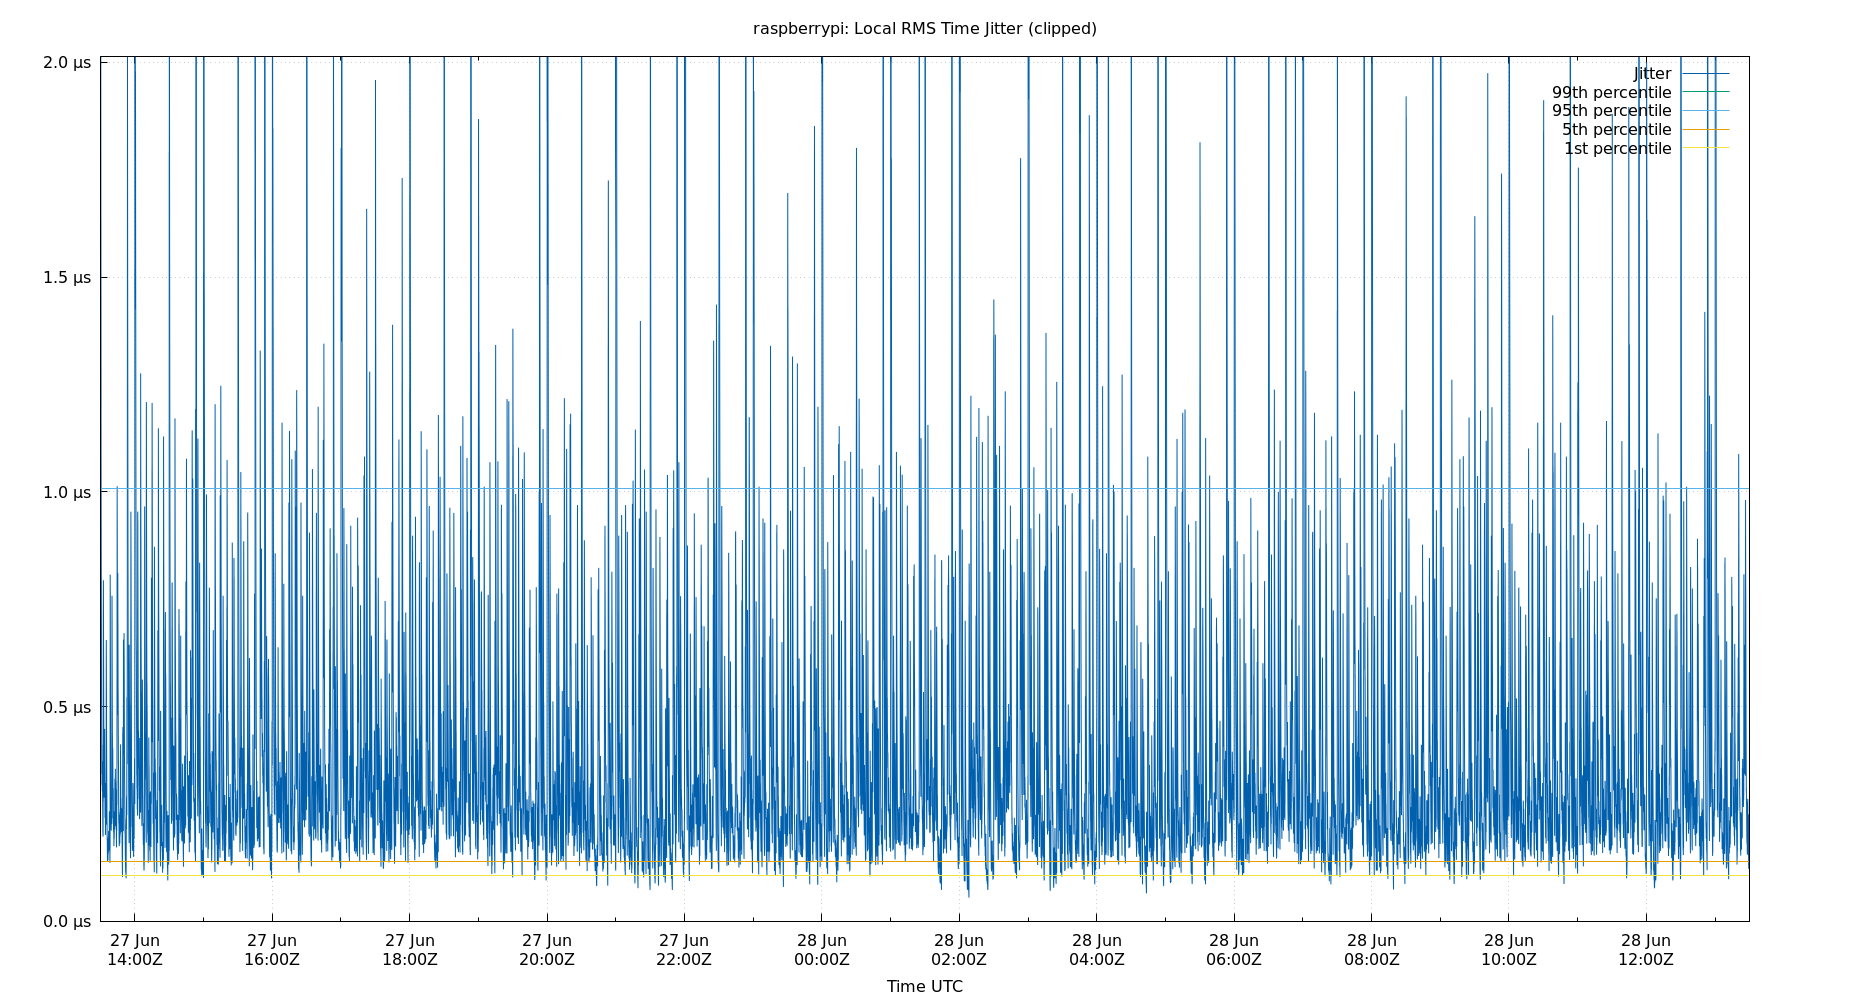 raspberrypi: Local RMS Time Jitter (clipped)
2.0 μs
1.5 μs
1.0 μs
0.5 μs
0.0 μs
Jitter
99th percentile
95th percentile
5th percentile
1st percentile
27 Jun 27 Jun 27 Jun 27 Jun 27 Jun 28 Jun 28 Jun 28 Jun 28 Jun 28 Jun 28 Jun 28 Jun
14:00Z 16:00Z 18:00Z 20:00Z 22:00Z 00:00Z 02:00Z 04:00Z 06:00Z 08:00Z 10:00Z 12:00Z
Time UTC